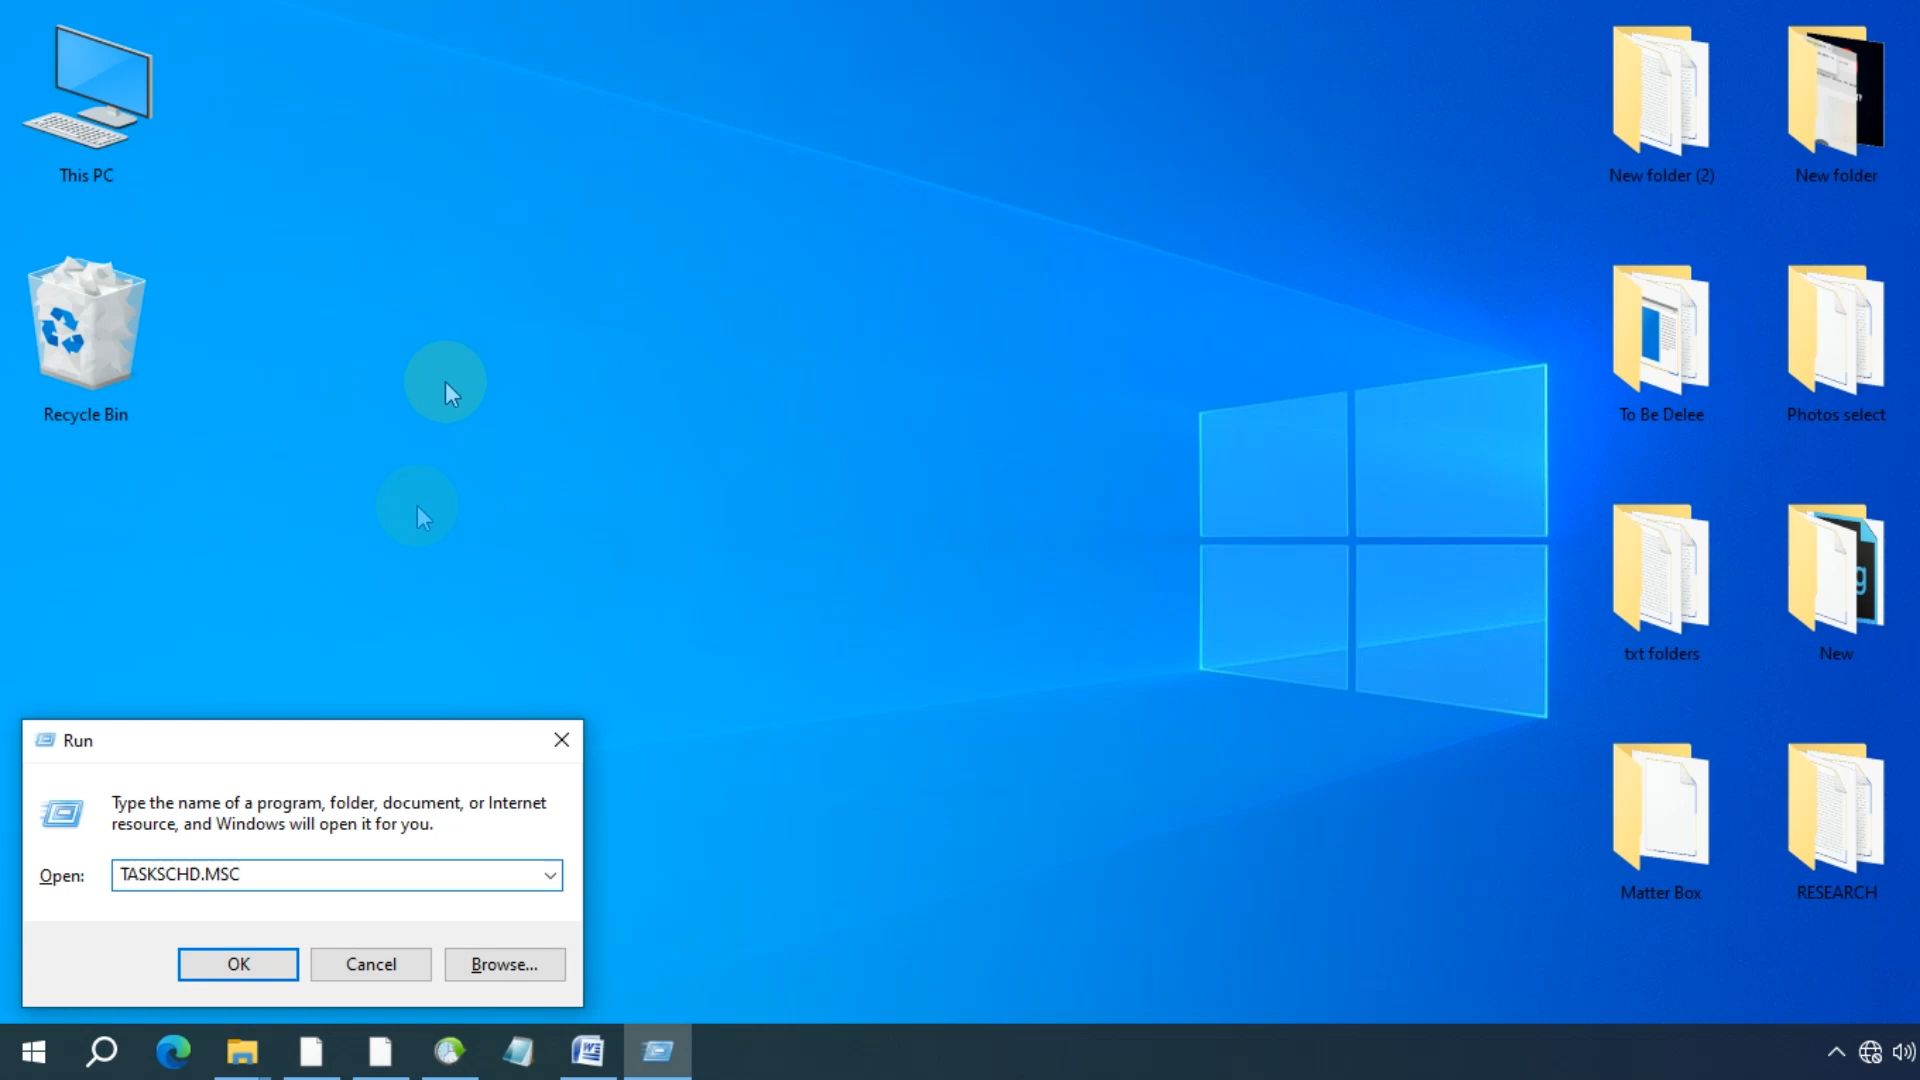 This PC
New folder (2)
New folder
Recycle Bin
To Be Delee
Photos select
txt folders
New
Run
Type the name of a program, folder, document, or Internet
resource, and Windows will open it for you.
Open:
TASKSCHD.MSC
OK
Cancel
Browse...
Matter Box
RESEARCH